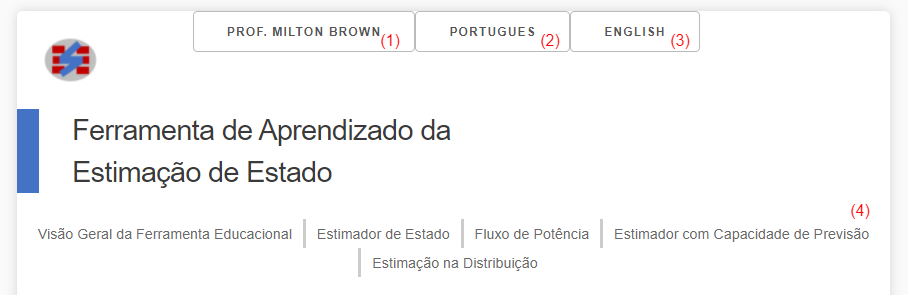 PROF. MILTON BROWN (1) PORTUGUES (2) ENGLISH (3)
Ferramenta de Aprendizado da
Estimação de Estado
(4)
Visão Geral da Ferramenta Educacional Estimador de Estado Fluxo de Potência Estimador com Capacidade de Previsão
Estimação na Distribuição